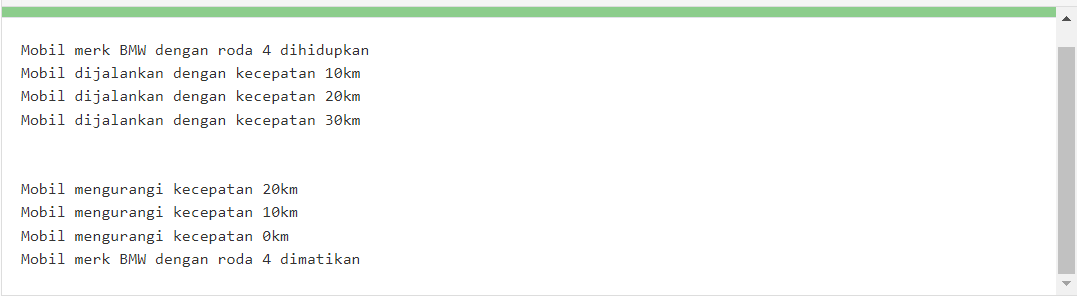 Mobil merk BMW dengan roda 4 dihidupkan
Mobil dijalankan dengan kecepatan 10km
Mobil dijalankan dengan kecepatan 20km
Mobil dijalankan dengan kecepatan 30km
Mobil mengurangi kecepatan 20km
Mobil mengurangi kecepatan 10km
Mobil mengurangi kecepatan 0km
Mobil merk BMW dengan roda 4 dimatikan